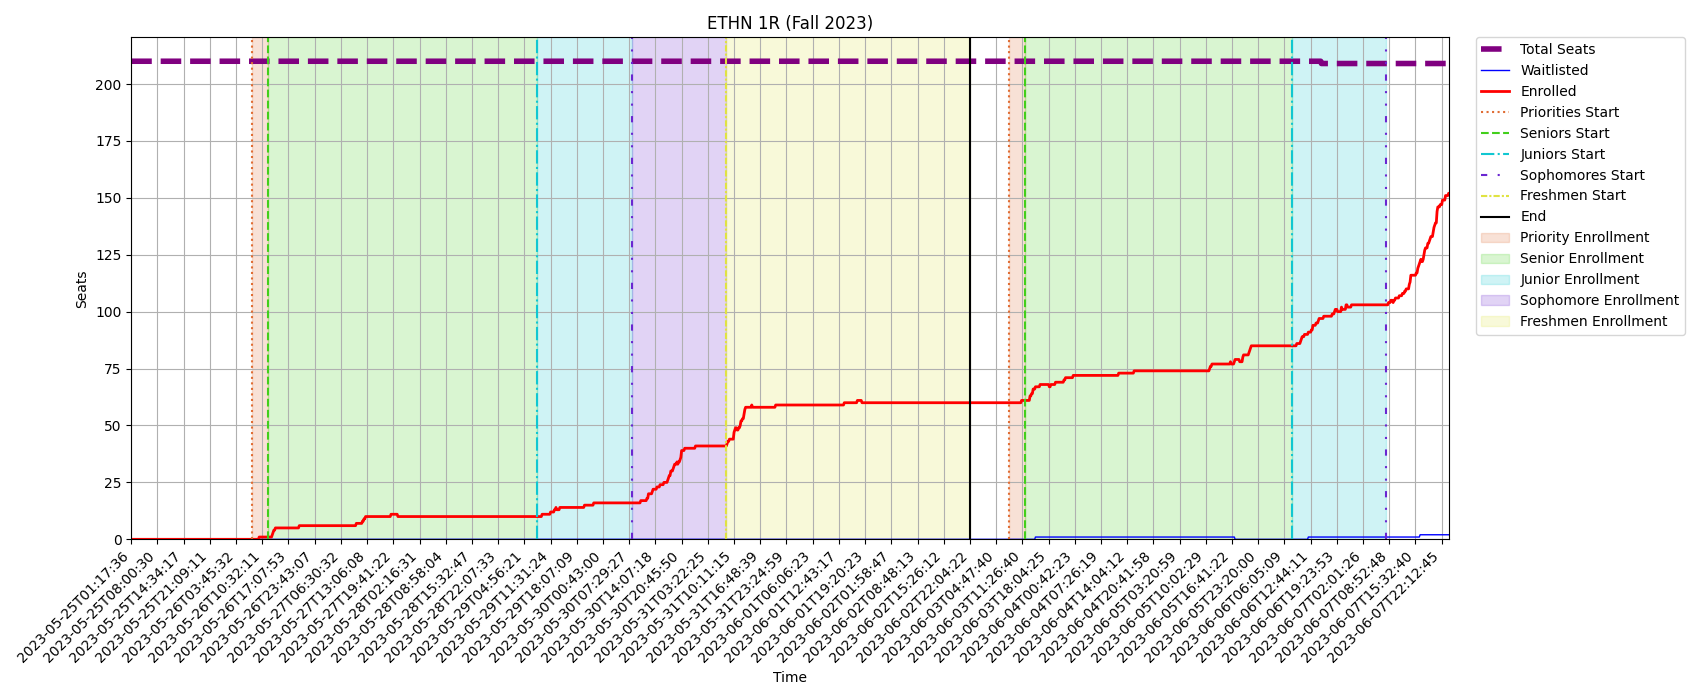 ETHN 1R (Fall 2023)
Seats
200
175
150
125
100
75
50
25
0
2023-05-25T01:17:36
2023-05-25T08:00:30
2023-05-25T14:34:17
2023-05-25T21:09:11
2023-05-26T03:45:32
2023-05-26T10:32:11
2023-05-26T17:07:53
2023-05-26T23:43:07
2023-05-27T06:30:32
2023-05-27T13:06:08
2023-05-27T19:41:22
2023-05-28T02:16:31
2023-05-28T08:58:04
2023-05-28T15:32:47
2023-05-28T22:07:33
2023-05-29T04:56:21
2023-05-29T11:31:24
2023-05-29T18:07:09
2023-05-30T00:43:00
2023-05-30T07:29:27
2023-05-30T14:07:18
2023-05-30T20:45:50
2023-05-31T03:22:25
2023-05-31T10:11:15
2023-05-31T16:48:39
2023-05-31T23:24:59
2023-06-01T06:06:23
2023-06-01T12:43:17
2023-06-01T19:20:23
2023-06-02T01:58:47
2023-06-02T08:48:13
2023-06-02T15:26:12
2023-06-02T22:04:22
2023-06-03T04:47:40
2023-06-03T11:26:40
2023-06-03T18:04:25
2023-06-04T00:42:23
2023-06-04T07:26:19
2023-06-04T14:04:12
2023-06-04T20:41:58
2023-06-05T03:20:59
2023-06-05T10:02:29
2023-06-05T16:41:22
2023-06-05T23:20:00
2023-06-06T06:05:09
2023-06-06T12:44:11
2023-06-06T19:23:53
2023-06-07T02:01:26
2023-06-07T08:52:48
2023-06-07T15:32:40
2023-06-07T22:12:45
Time
Total Seats
Waitlisted
Enrolled
Priorities Start
Seniors Start
Juniors Start
Sophomores Start
Freshmen Start
End
Priority Enrollment
Senior Enrollment
Junior Enrollment
Sophomore Enrollment
Freshmen Enrollment